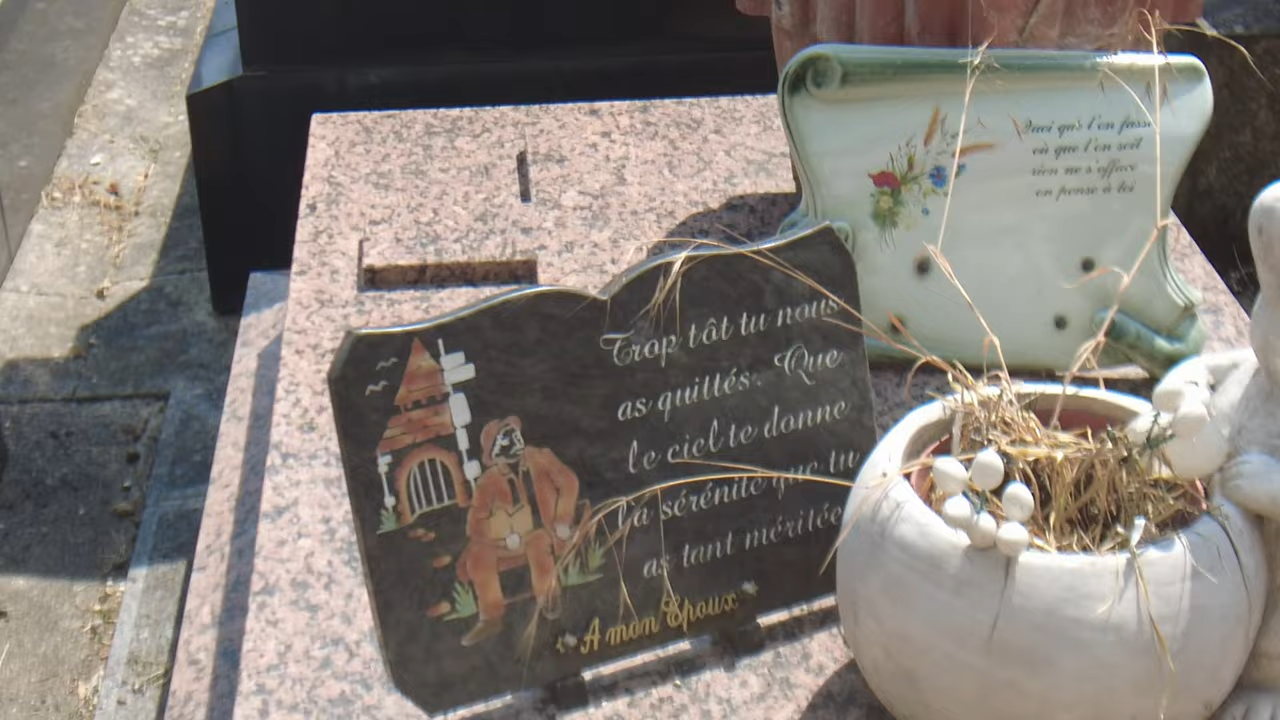 Quoi que l'on fasse
où que l'on soit
rien ne s'efface
on pense à toi
Trop tôt tu nous
as quittés. Que
le ciel te donne
la sérénité que tu
as tant méritée
A mon Epoux